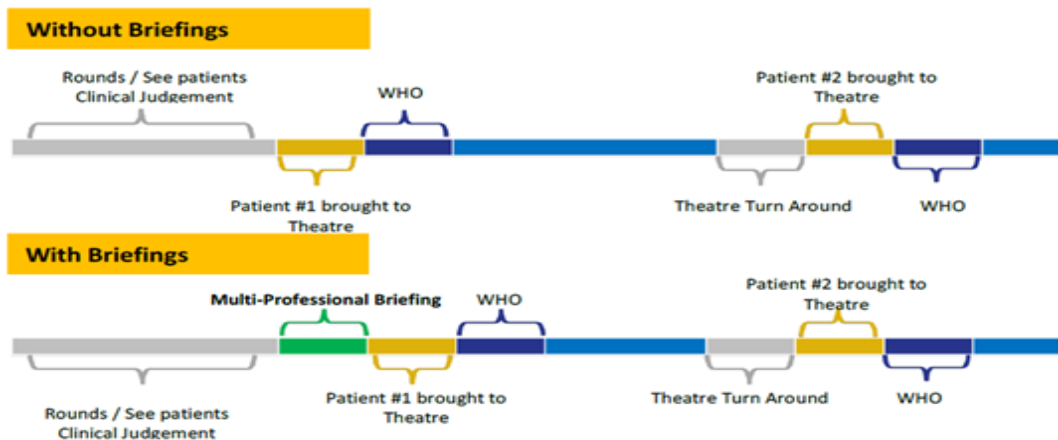 Without Briefings
Rounds / See patients
Clinical Judgement
WHO
Patient #2 brought to
Theatre
Patient #1 brought to
Theatre
Theatre Turn Around
WHO
With Briefings
Multi-Professional Briefing
WHO
Patient #2 brought to
Theatre
Rounds / See patients
Clinical Judgement
Patient #1 brought to
Theatre
Theatre Turn Around
WHO